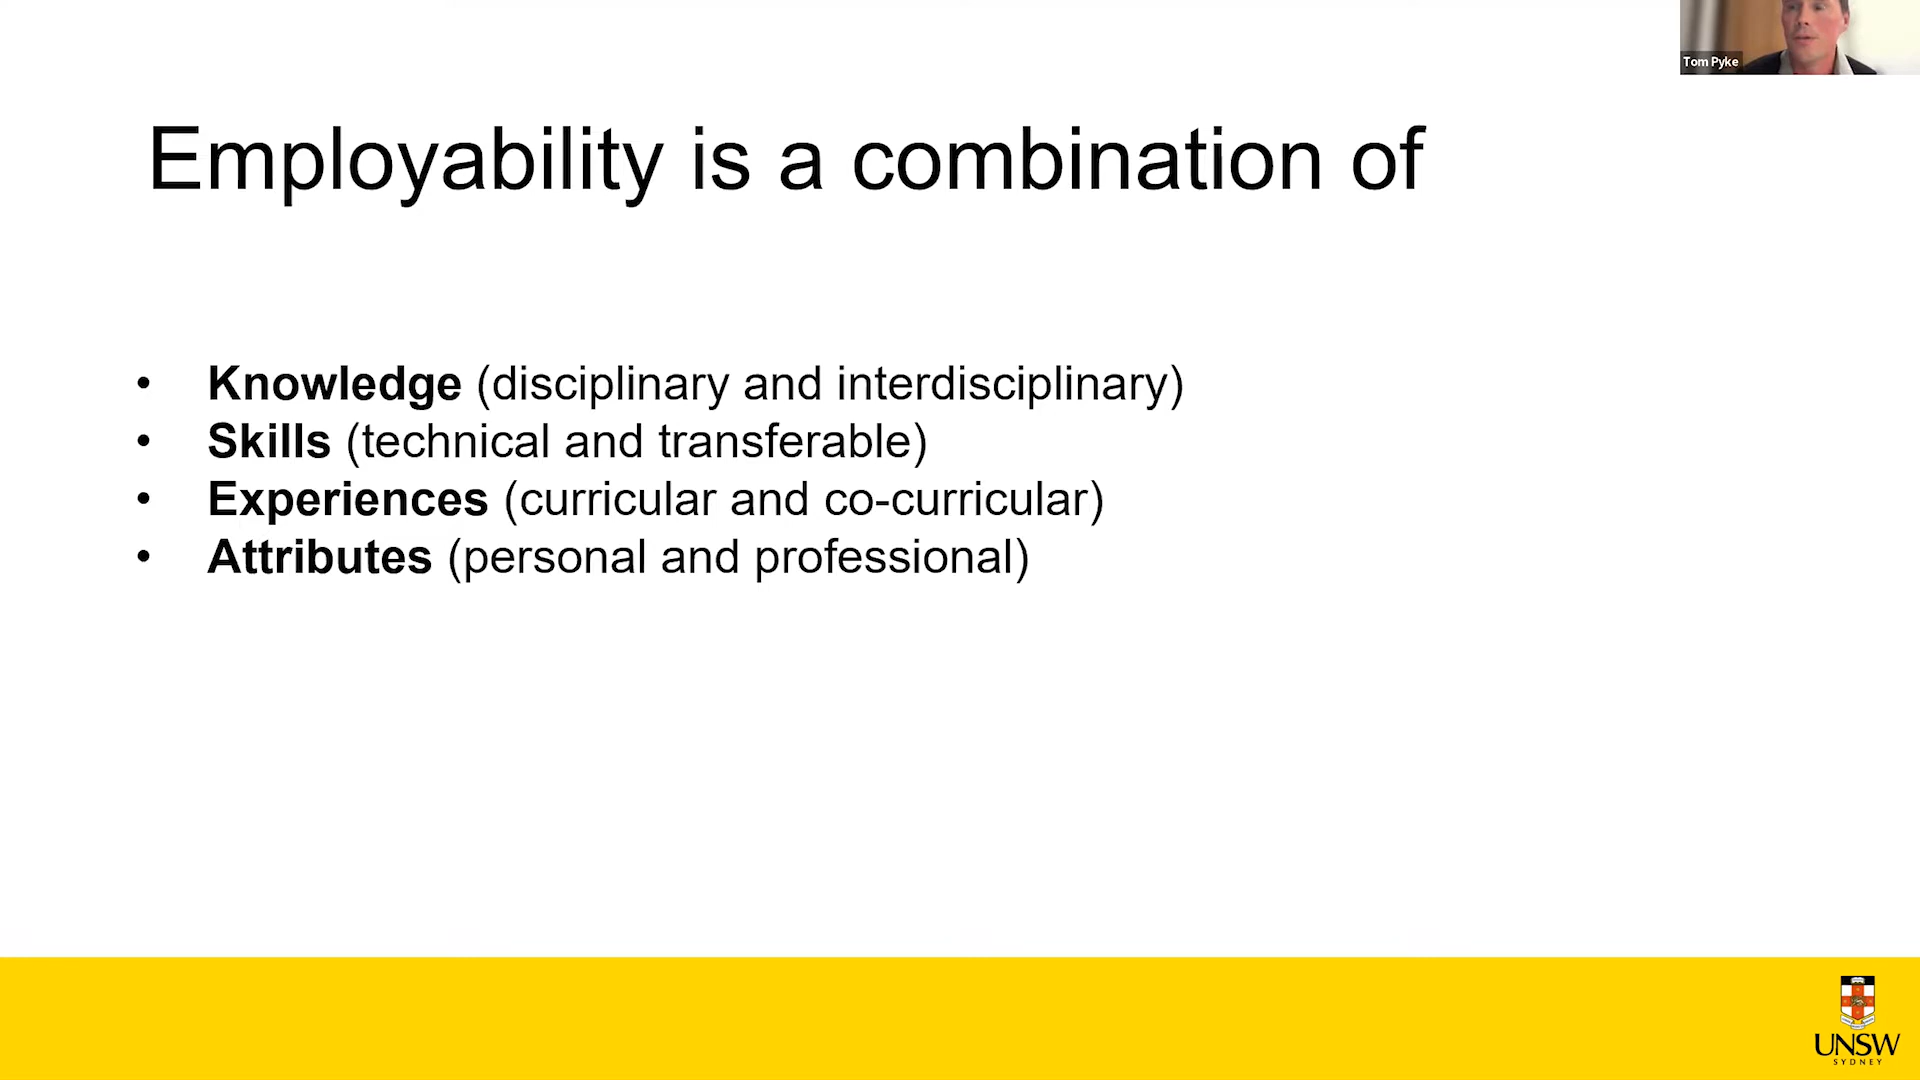 Tom Pyke
Employability is a combination of
• Knowledge (disciplinary and interdisciplinary)
• Skills (technical and transferable)
• Experiences (curricular and co-curricular)
• Attributes (personal and professional)
UNSW
SYDNEY